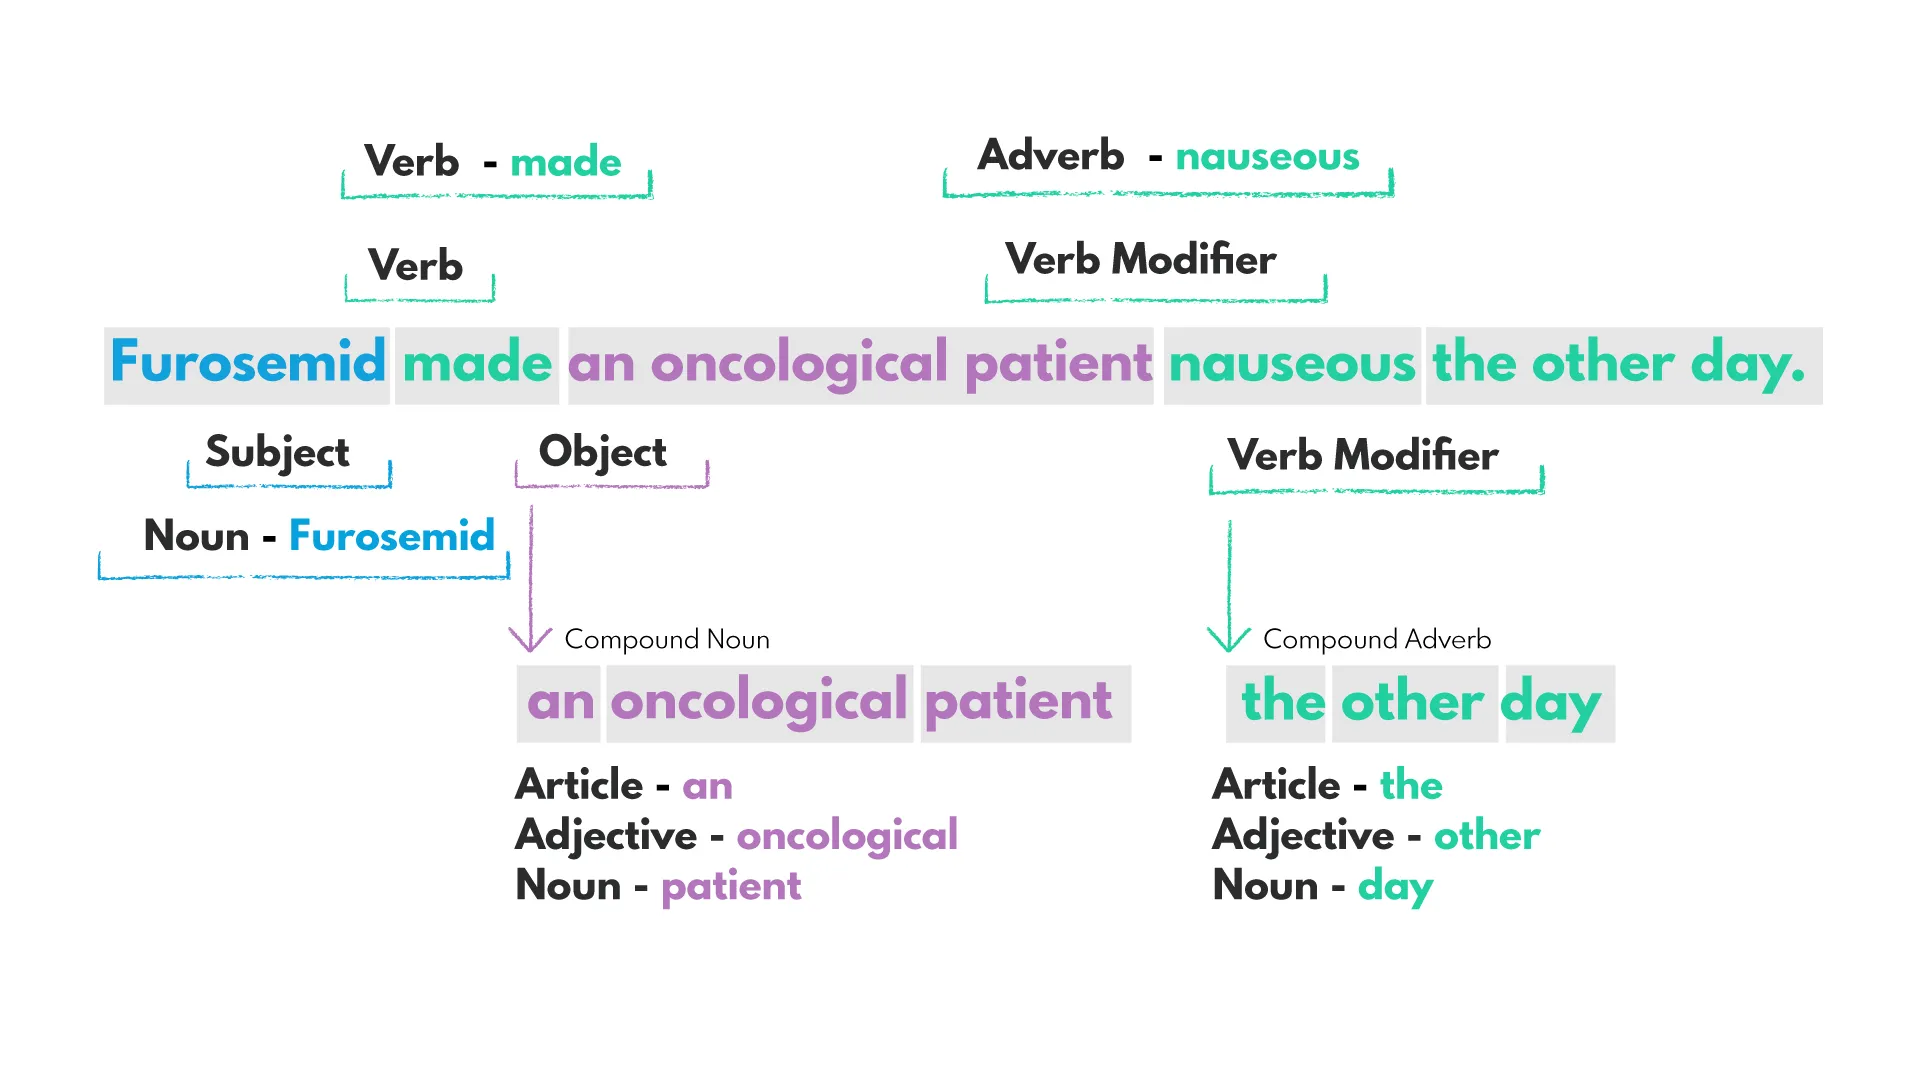 Verb - made
Adverb - nauseous
Verb
Verb Modifier
Furosemid made an oncological patient nauseous the other day.
Subject
Object
Verb Modifier
Noun - Furosemid
Compound Noun
Compound Adverb
an oncological patient
the other day
Article - an
Adjective - oncological
Noun - patient
Article - the
Adjective - other
Noun - day